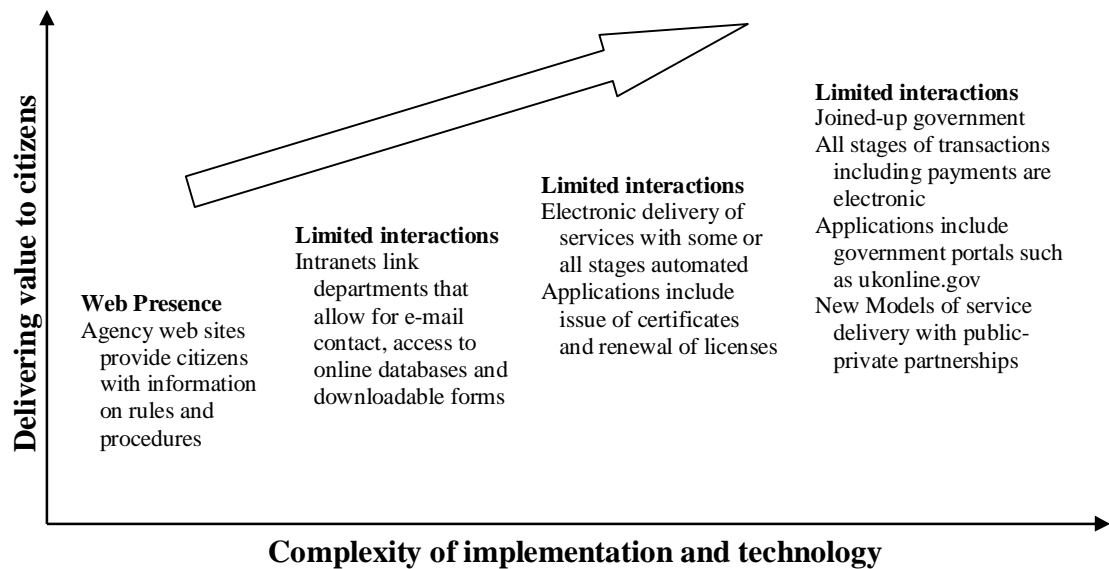 Delivering value to citizens
Web Presence
Agency web sites
provide citizens
with information
on rules and
procedures
Limited interactions
Intranets link
departments that
allow for e-mail
contact, access to
online databases and
downloadable forms
Limited interactions
Electronic delivery of
services with some or
all stages automated
Applications include
issue of certificates
and renewal of licenses
Limited interactions
Joined-up government
All stages of transactions
including payments are
electronic
Applications include
government portals such
as ukonline.gov
New Models of service
delivery with public-
private partnerships
Complexity of implementation and technology